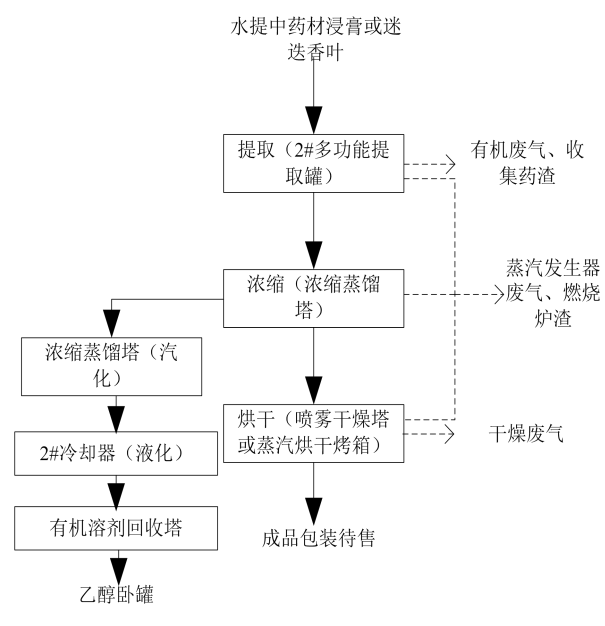 水提中药材浸膏或迷
迭香叶
提取（2#多功能提
取罐）
有机废气、收
集药渣
浓缩（浓缩蒸馏
塔）
蒸汽发生器
废气、燃烧
炉渣
浓缩蒸馏塔（汽
化）
烘干（喷雾干燥塔
或蒸汽烘干烤箱）
干燥废气
2#冷却器（液化）
有机溶剂回收塔
成品包装待售
乙醇卧罐